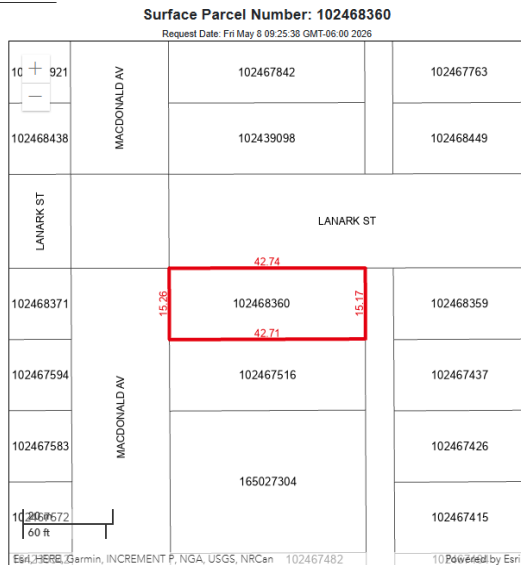 Surface Parcel Number: 102468360
Request Date: Fri May 8 09:25:38 GMT-06:00 2026
+
921
MACDONALD AV
102467842
102467763
−
102468438
102439098
102468449
LANARK ST
LANARK ST
42.74
102468371
15.26
102468360
15.17
102468359
42.71
102467594
102467516
102467437
MACDONALD AV
102467583
102467426
165027304
20 m
102467415
60 ft
Esri, HERE, Garmin, INCREMENT P, NGA, USGS, NRCan
102467482
Powered by Esri